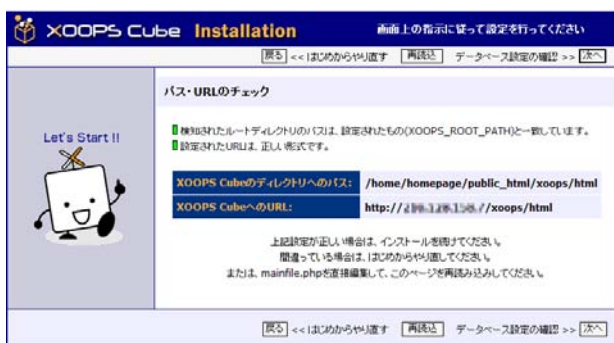 XOOPS Cube Installation 画面上の指示に従って設定を行ってください
戻る << はじめからやり直す 再読込 データベース設定の確認 >> 次へ
パス・URLのチェック
Let's Start !!
検知されたルートディレクトリのパスは、設定されたもの(XOOPS_ROOT_PATH)と一致しています。
設定されたURLは、正しい形式です。
XOOPS Cubeのディレクトリへのパス: /home/homepage/public_html/xoops/html
XOOPS CubeへのURL: http:// /xoops/html
上記設定が正しい場合は、インストールを続けてください。
間違っている場合は、はじめからやり直してください。
または、mainfile.phpを直接編集して、このページを再読み込みしてください。
戻る << はじめからやり直す 再読込 データベース設定の確認 >> 次へ